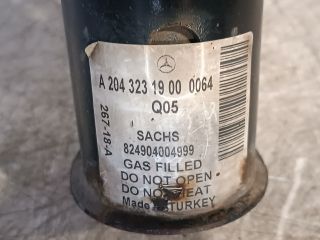 A 204 323 19 00 0064
Q05
267-18-A
SACHS
824904004999
GAS FILLED
DO NOT OPEN
DO NOT HEAT
Made in TURKEY